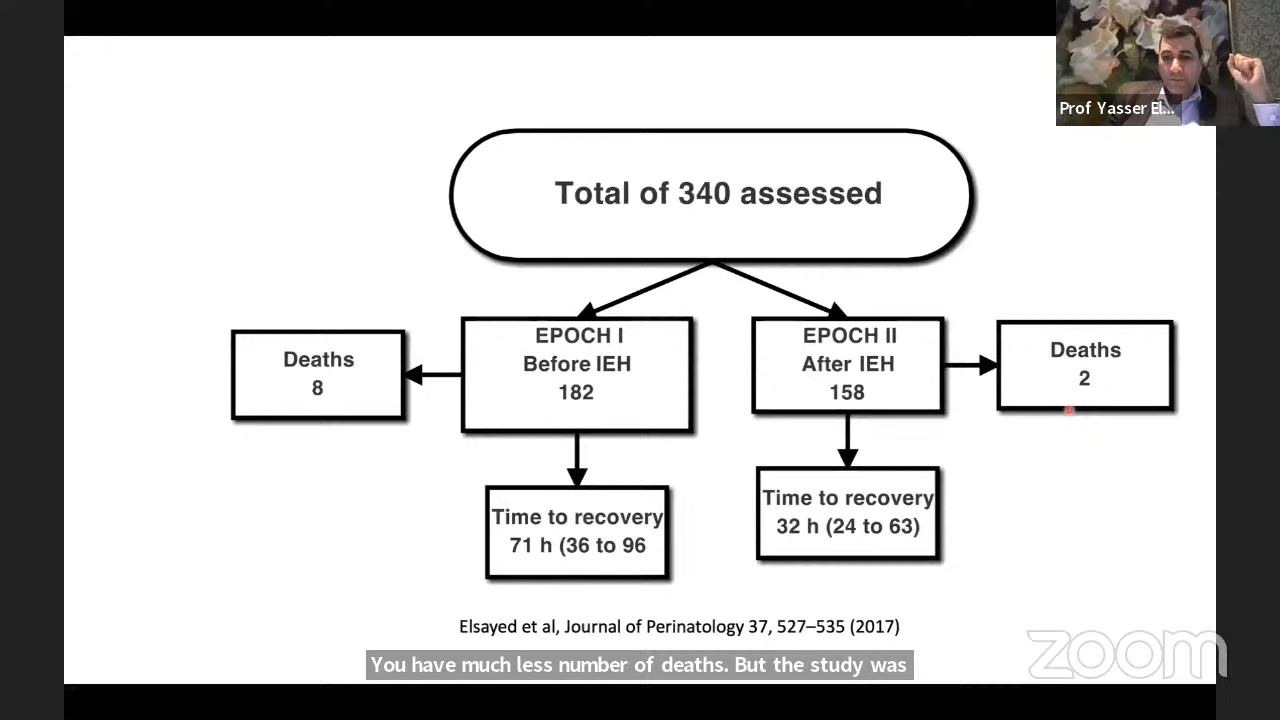 Prof Yasser El...
Total of 340 assessed
Deaths
8
EPOCH I
Before IEH
182
EPOCH II
After IEH
158
Deaths
2
Time to recovery
71 h (36 to 96
Time to recovery
32 h (24 to 63)
Elsayed et al, Journal of Perinatology 37, 527–535 (2017)
You have much less number of deaths. But the study was
zoom